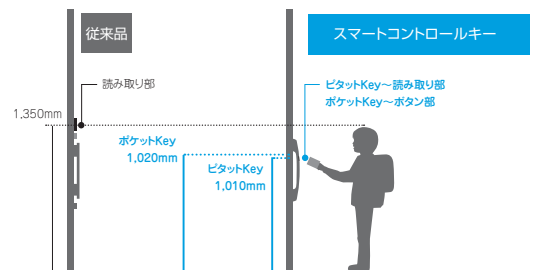 従来品
スマートコントロールキー
読み取り部
ピタットKey～読み取り部
ポケットKey～ボタン部
1,350mm
ポケットKey
1,020mm
ピタットKey
1,010mm